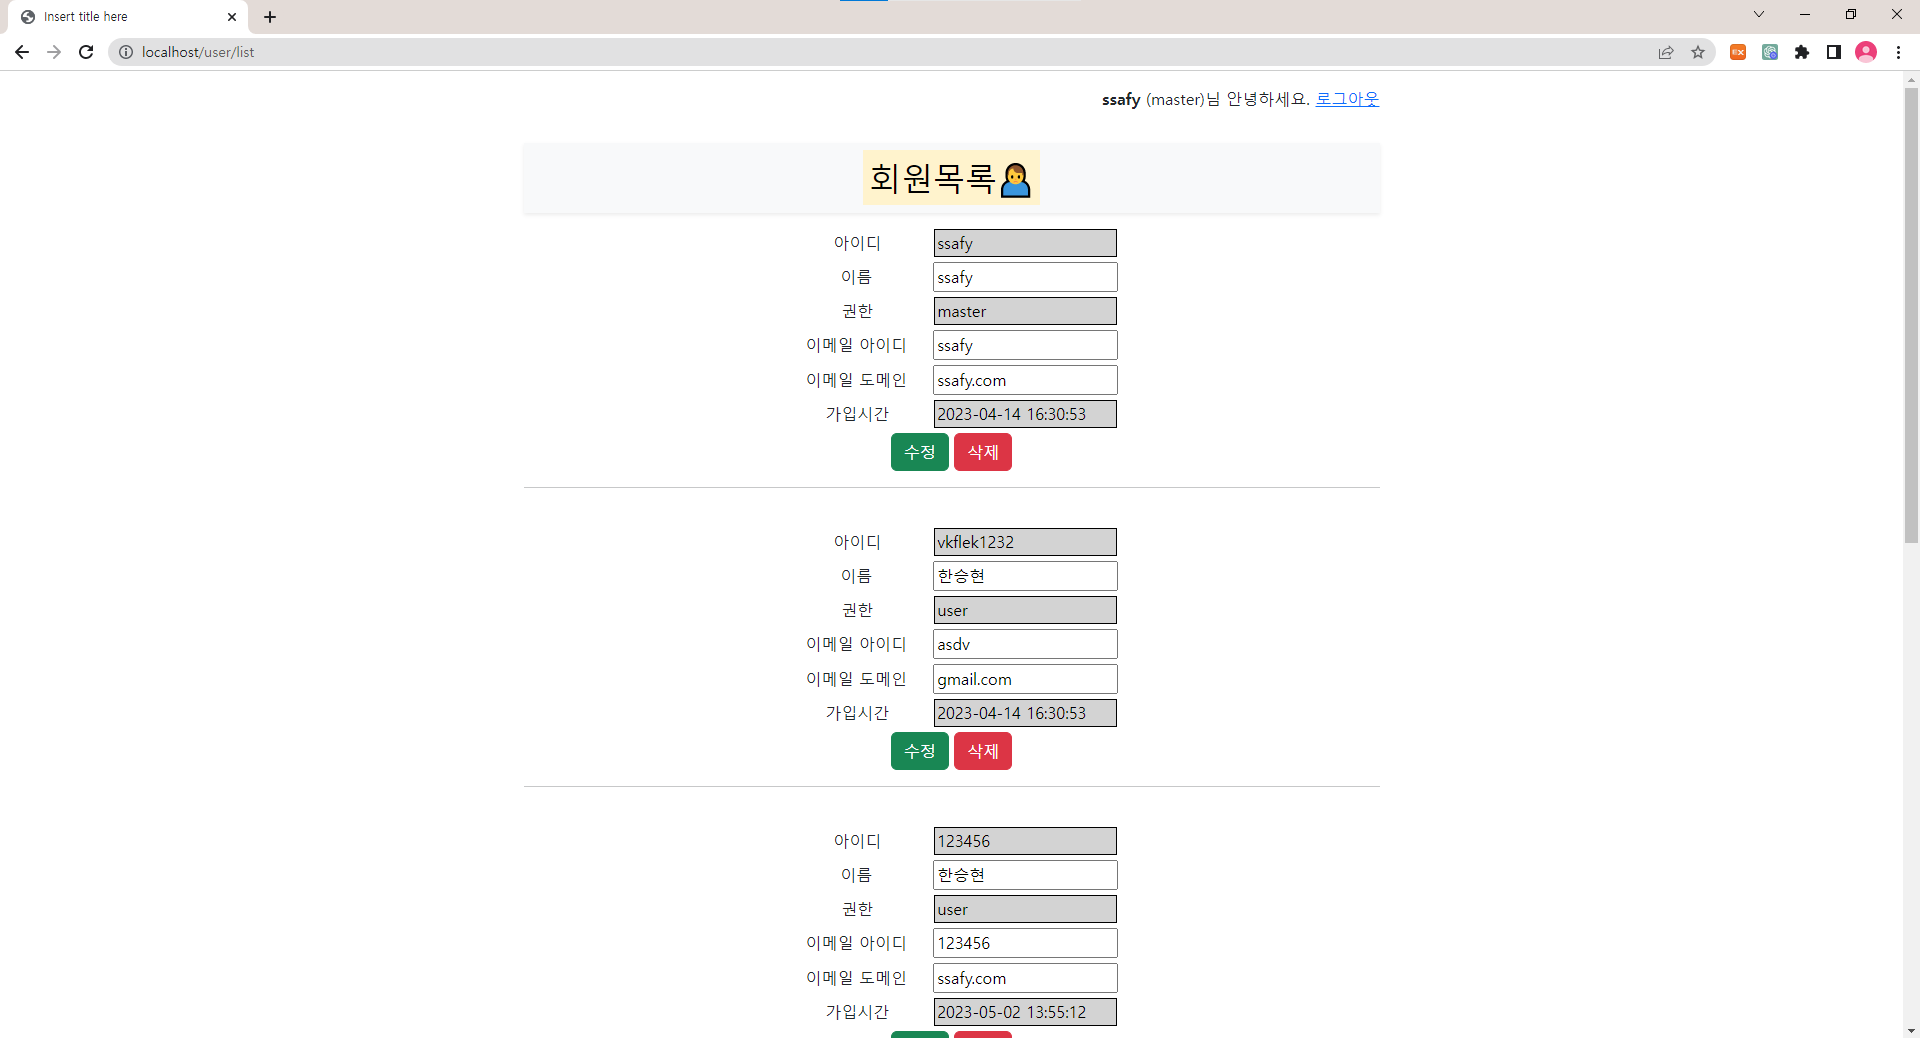 Insert title here
localhost/user/list
ssafy (master)님 안녕하세요. 로그아웃
회원목록🙍‍♂️
아이디 ssafy
이름 ssafy
권한 master
이메일 아이디 ssafy
이메일 도메인 ssafy.com
가입시간 2023-04-14 16:30:53
수정 삭제
아이디 vkflek1232
이름 한승현
권한 user
이메일 아이디 asdv
이메일 도메인 gmail.com
가입시간 2023-04-14 16:30:53
수정 삭제
아이디 123456
이름 한승현
권한 user
이메일 아이디 123456
이메일 도메인 ssafy.com
가입시간 2023-05-02 13:55:12